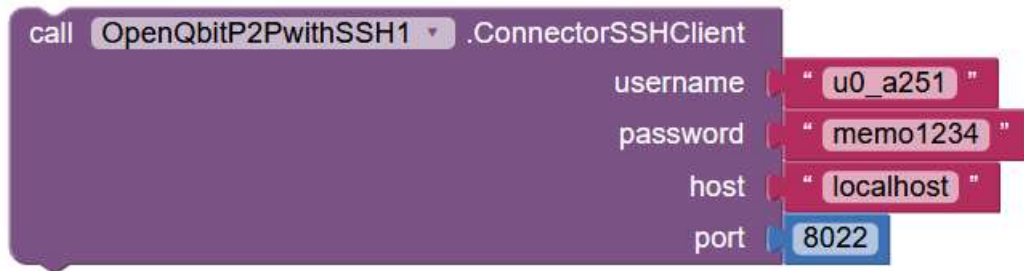 call OpenQbitP2PwithSSH1 .ConnectorSSHClient
username " u0_a251 "
password " memo1234 "
host " localhost "
port 8022